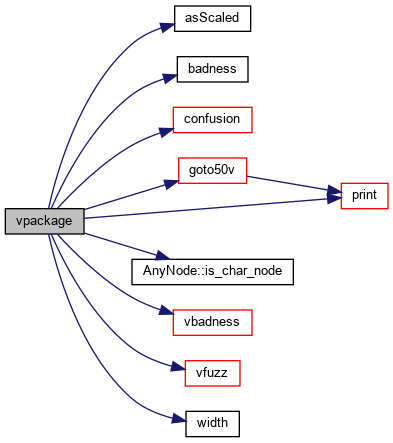 asScaled
badness
confusion
goto50v
print
vpackage
AnyNode::is_char_node
vbadness
vfuzz
width